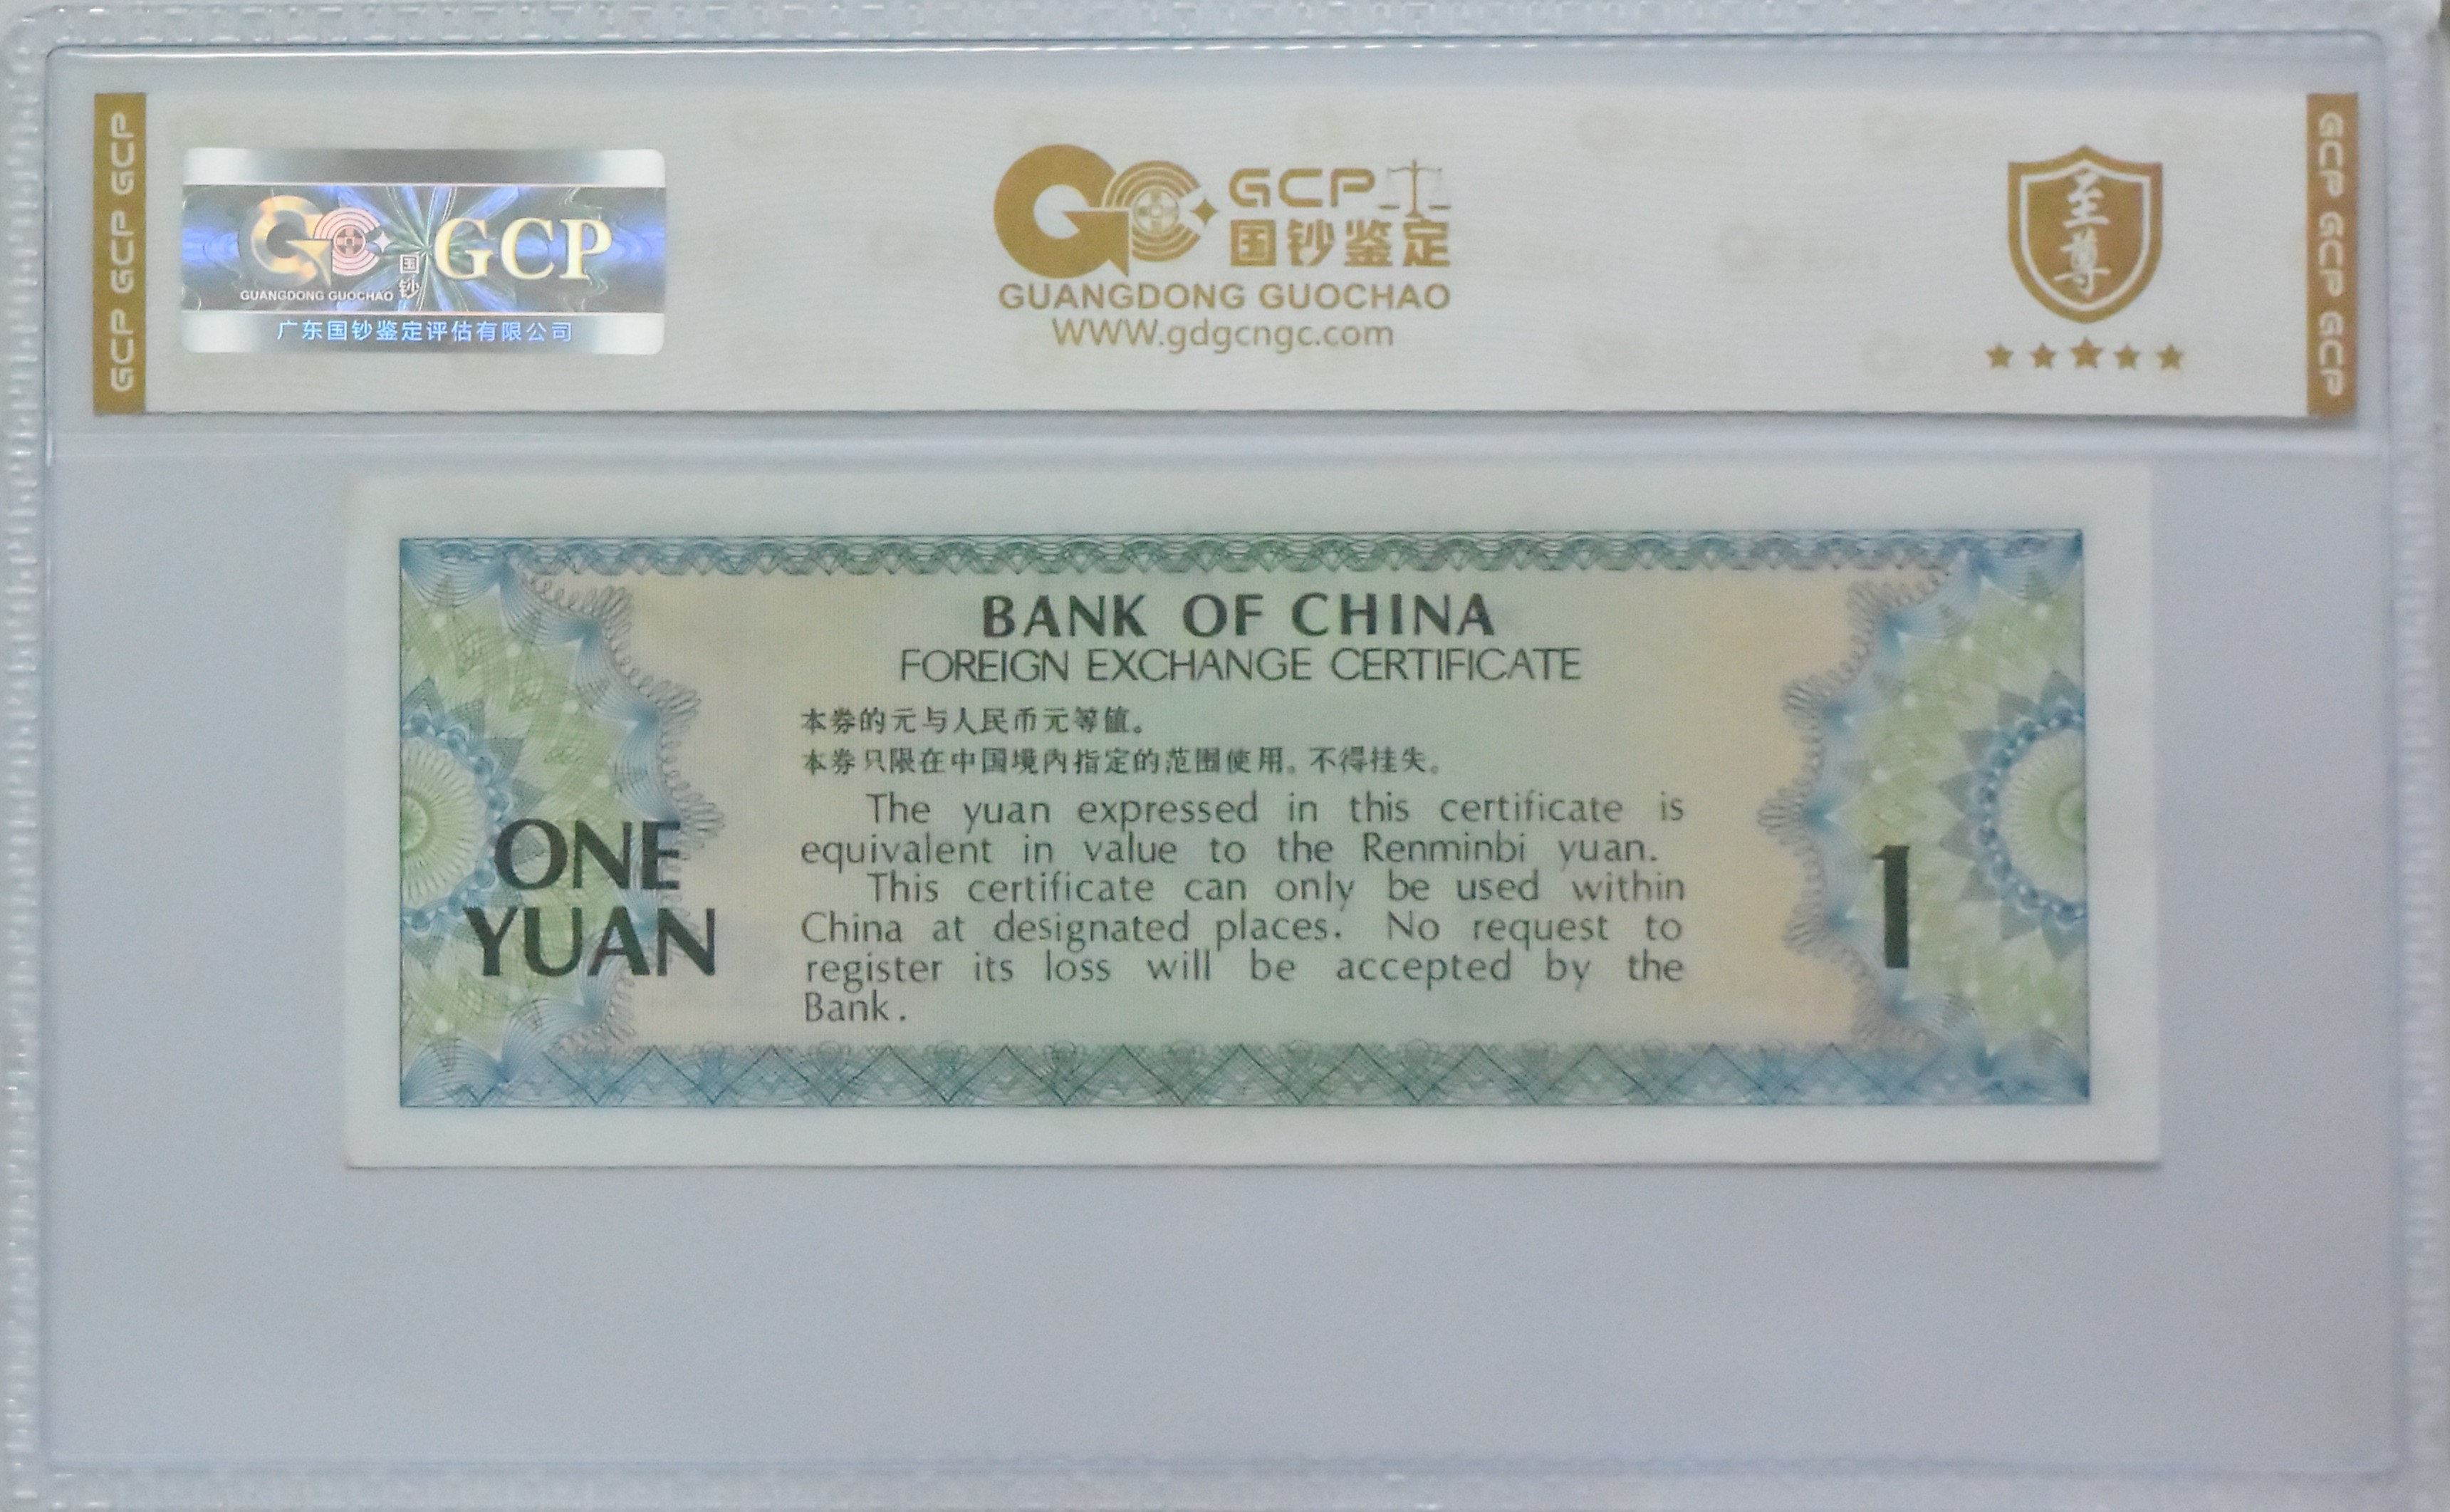 GCP GCP GCP
GCP
国钞
GUANGDONG GUOCHAO
广东国钞鉴定评估有限公司
GCP
国钞鉴定
GUANGDONG GUOCHAO
WWW.gdgcngc.com
至尊
GCP GCP GCP
BANK OF CHINA
FOREIGN EXCHANGE CERTIFICATE
本券的元与人民币元等值。
本券只限在中国境内指定的范围使用。不得挂失。
The yuan expressed in this certificate is
equivalent in value to the Renminbi yuan.
This certificate can only be used within
China at designated places. No request to
register its loss will be accepted by the
Bank.
ONE
YUAN
1